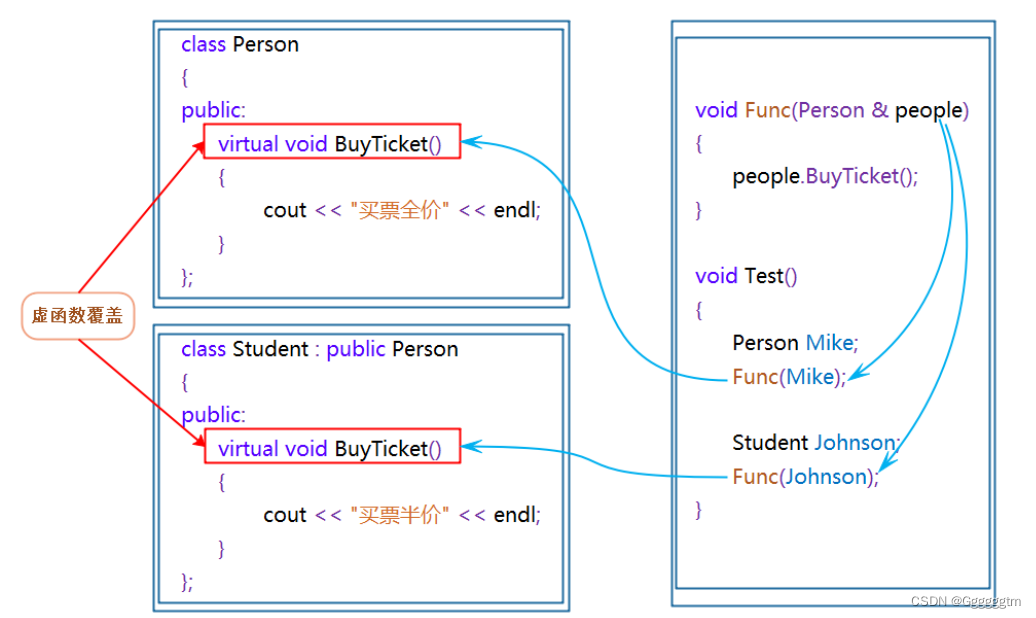 class Person
{
public:
virtual void BuyTicket()
{
cout << "买票全价" << endl;
}
};
虚函数覆盖
class Student : public Person
{
public:
virtual void BuyTicket()
{
cout << "买票半价" << endl;
}
};
void Func(Person & people)
{
people.BuyTicket();
}
void Test()
{
Person Mike;
Func(Mike);
Student Johnson;
Func(Johnson);
}
CSDN @Ggggggtm